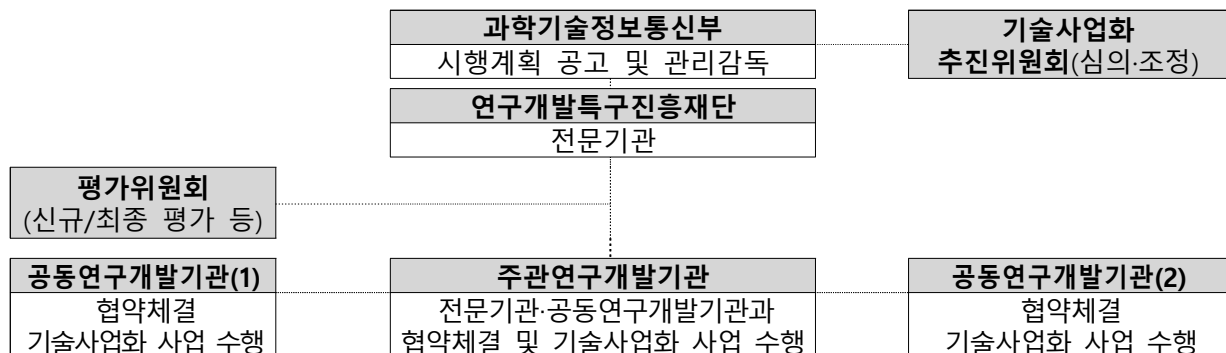 과학기술정보통신부
시행계획 공고 및 관리감독
기술사업화
추진위원회(심의·조정)
연구개발특구진흥재단
전문기관
평가위원회
(신규/최종 평가 등)
공동연구개발기관(1)
협약체결
기술사업화 사업 수행
주관연구개발기관
전문기관·공동연구개발기관과
협약체결 및 기술사업화 사업 수행
공동연구개발기관(2)
협약체결
기술사업화 사업 수행